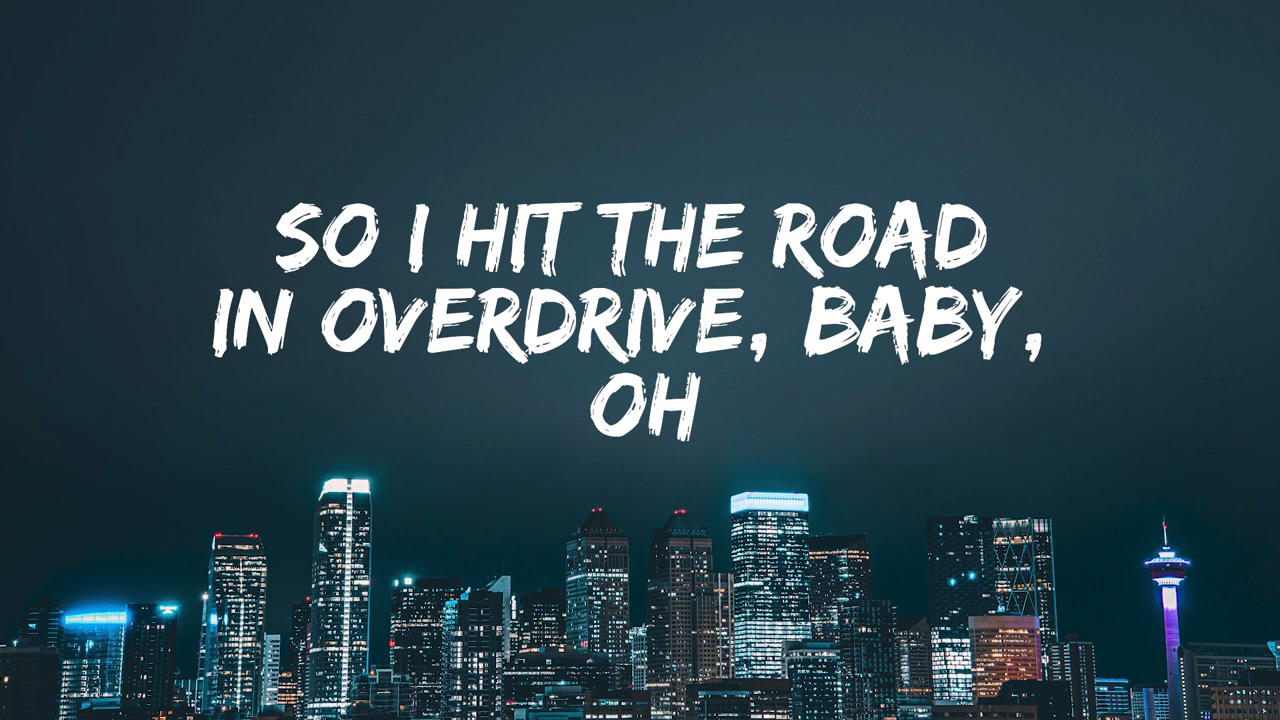 SO I HIT THE ROAD
IN OVERDRIVE, BABY,
OH